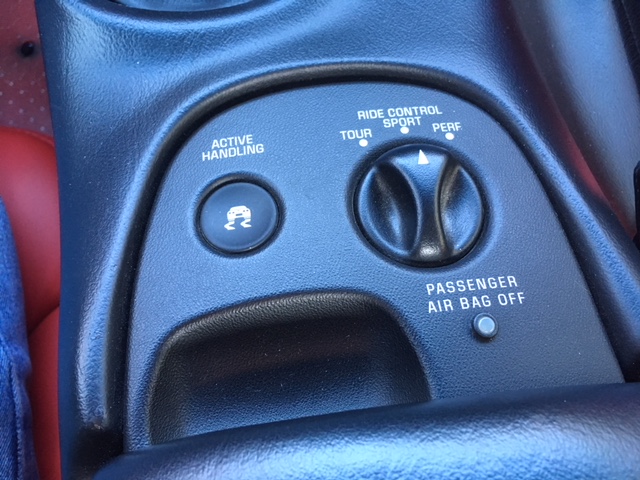 ACTIVE
HANDLING
RIDE CONTROL
SPORT
TOUR
PERF.
PASSENGER
AIR BAG OFF